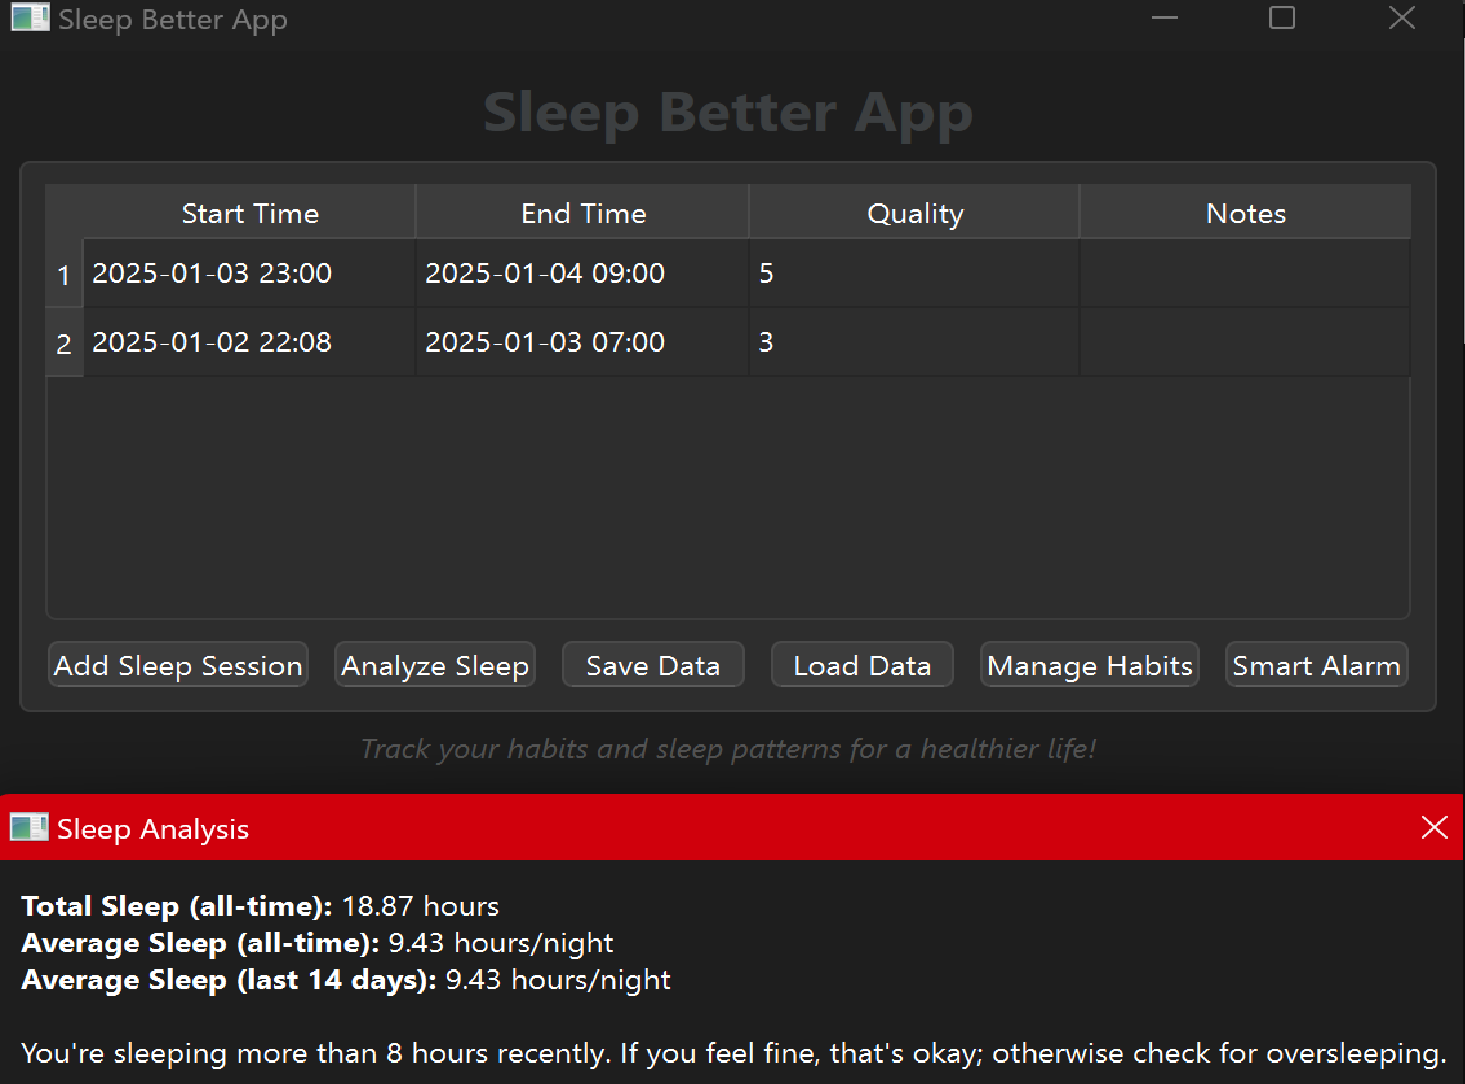 Sleep Better App
Sleep Better App
Start Time End Time Quality Notes
1 2025-01-03 23:00 2025-01-04 09:00 5
2 2025-01-02 22:08 2025-01-03 07:00 3
Add Sleep Session Analyze Sleep Save Data Load Data Manage Habits Smart Alarm
Track your habits and sleep patterns for a healthier life!
Sleep Analysis
Total Sleep (all-time): 18.87 hours
Average Sleep (all-time): 9.43 hours/night
Average Sleep (last 14 days): 9.43 hours/night
You're sleeping more than 8 hours recently. If you feel fine, that's okay; otherwise check for oversleeping.